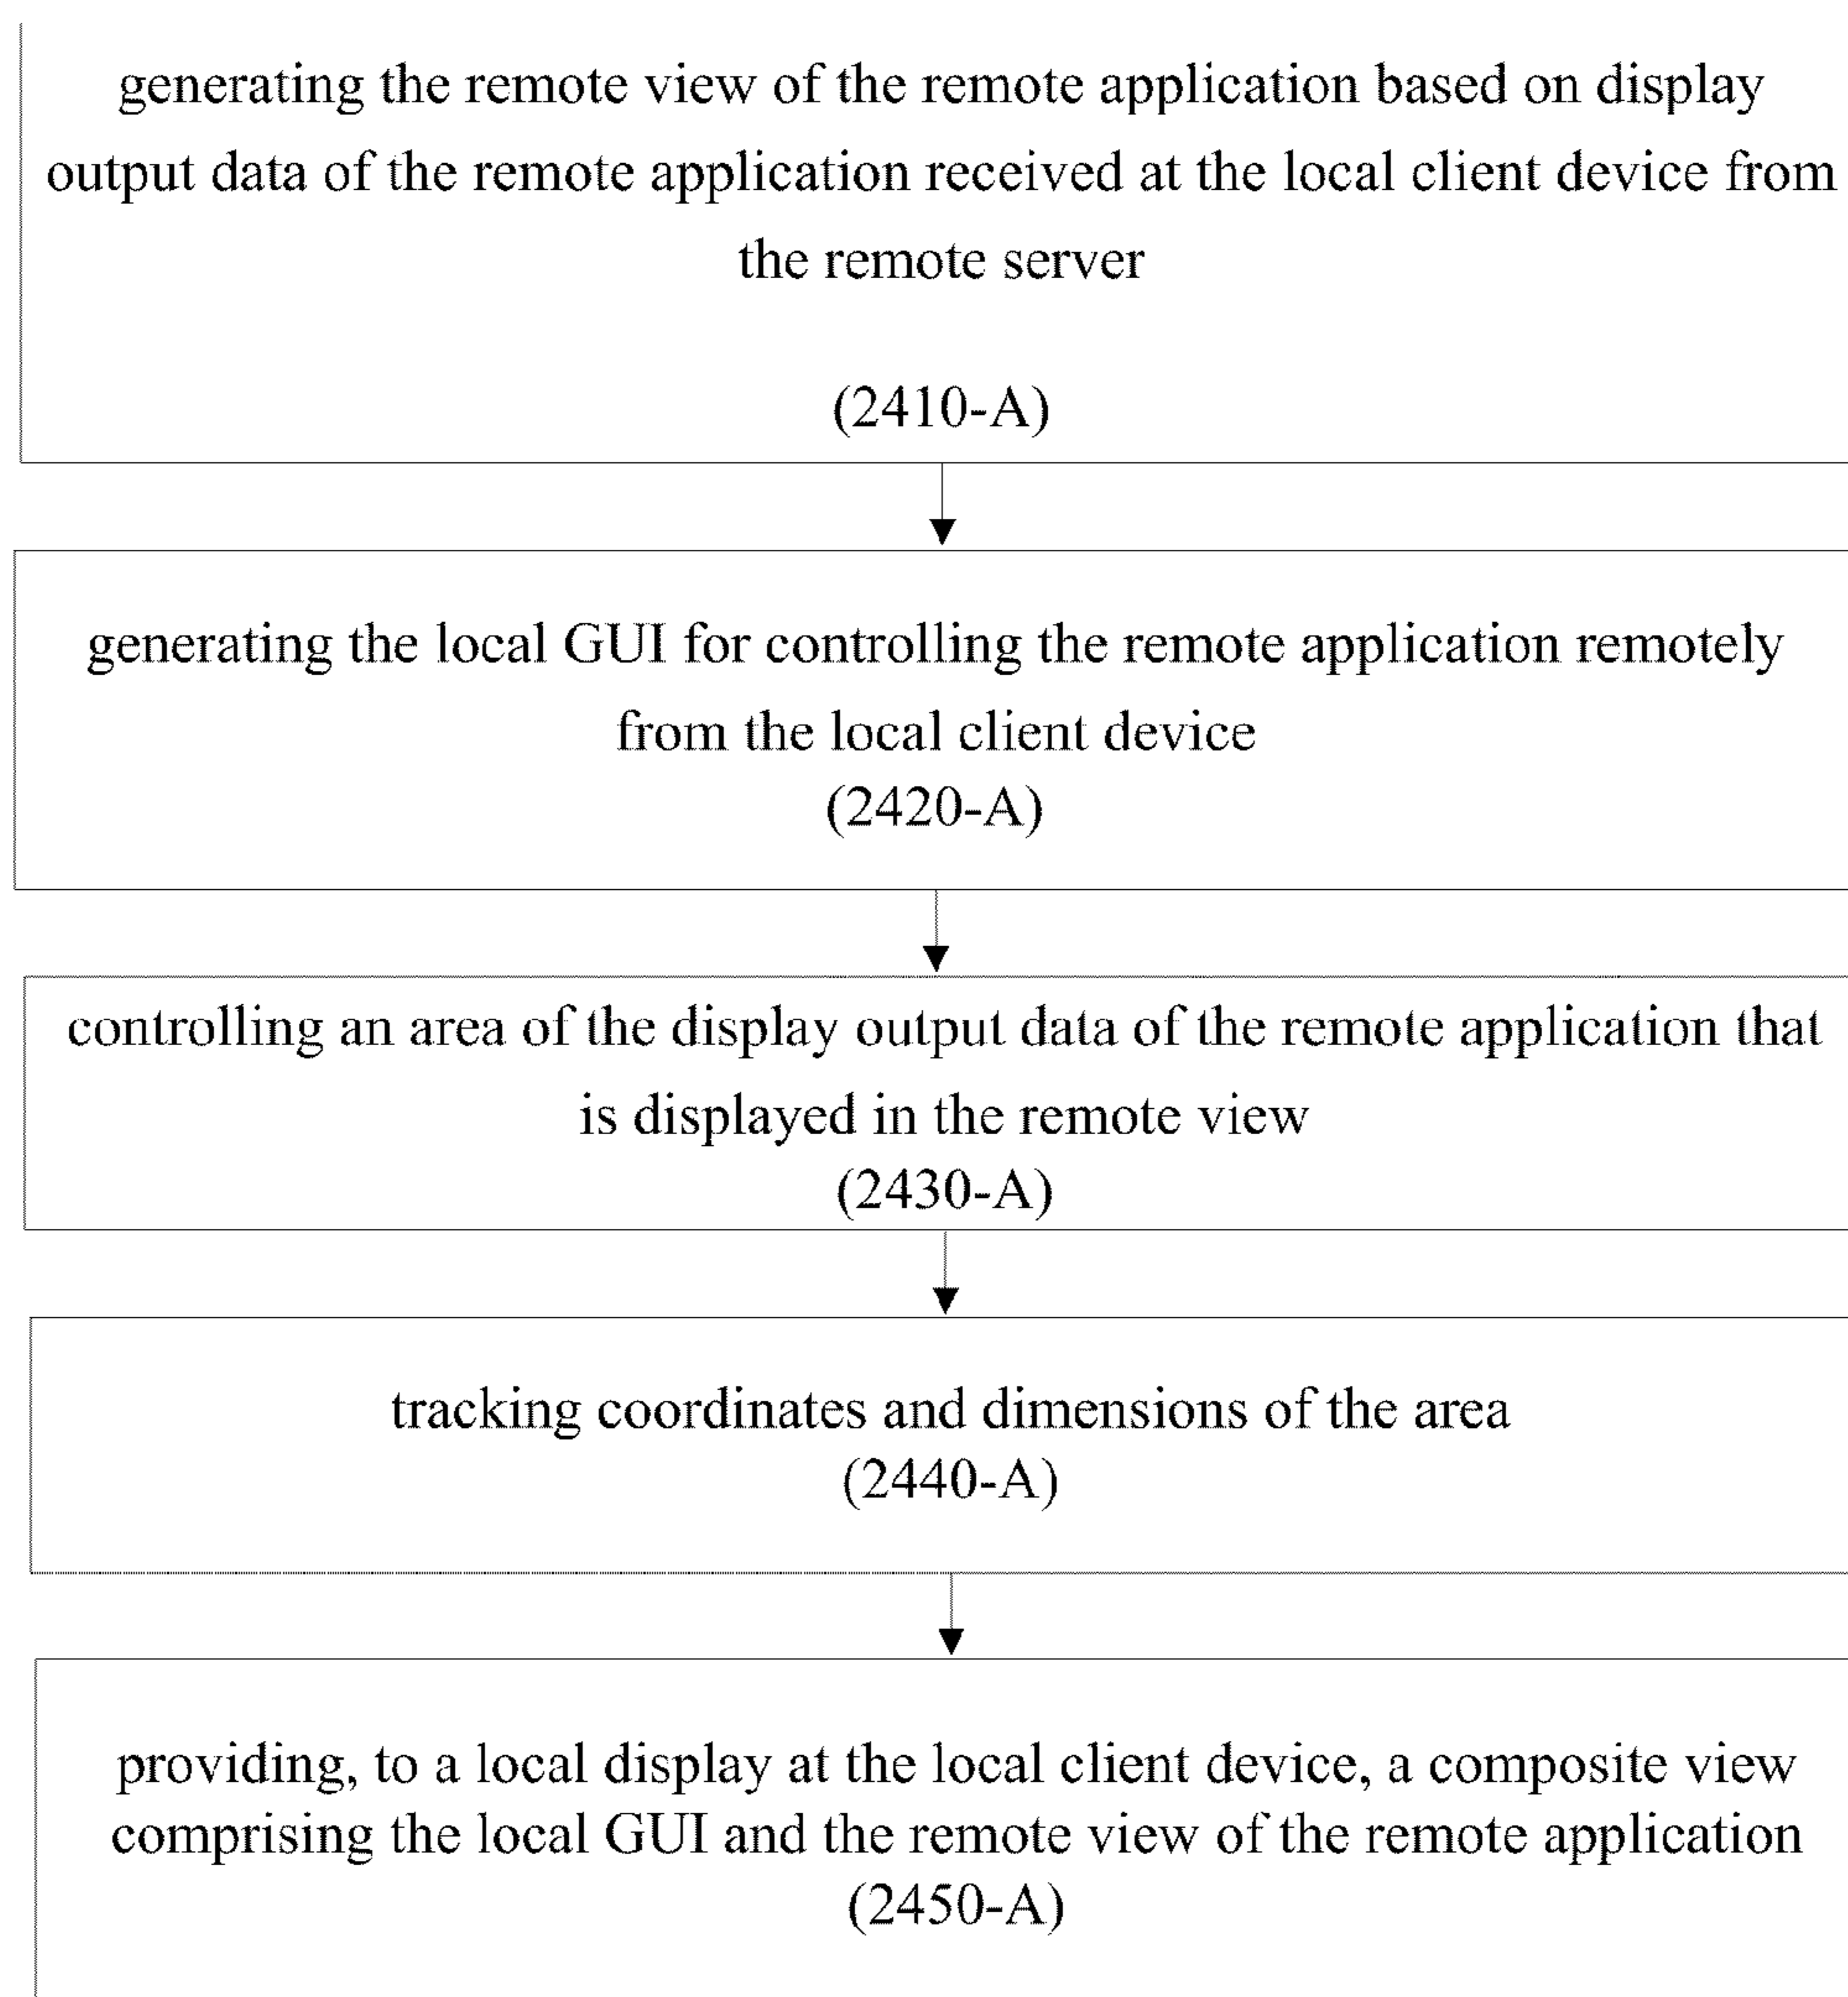 generating the remote view of the remote application based on display
output data of the remote application received at the local client device from
the remote server
(2410-A)
generating the local GUI for controlling the remote application remotely
from the local client device
(2420-A)
controlling an area of the display output data of the remote application that
is displayed in the remote view
(2430-A)
tracking coordinates and dimensions of the area
(2440-A)
providing, to a local display at the local client device, a composite view
comprising the local GUI and the remote view of the remote application
(2450-A)